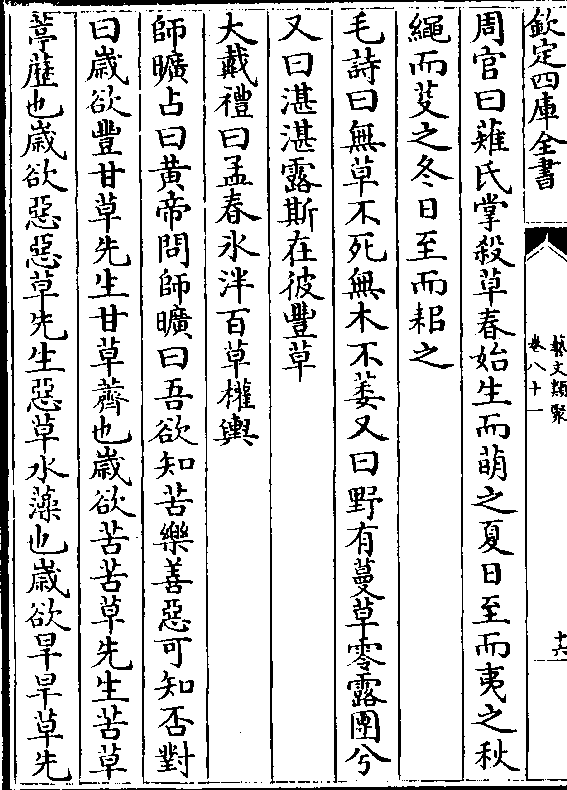 欽定四庫全書
藝文類聚
卷八十一
十六
周官曰薙氏掌殺草春始生而萌之夏日至而夷之秋
繩而芟之冬日至而耜之
毛詩曰無草不死無木不萎又曰野有蔓草零露團兮
又曰湛湛露斯在彼豐草
大戴禮曰孟春氷泮百草權輿
師曠占曰黄帝問師曠曰吾欲知苦樂善惡可知否對
曰嵗欲豐甘草先生甘草薺也嵗欲苦苦草先生苦草
葶藶也嵗欲惡惡草先生惡草水藻也嵗欲旱旱草先